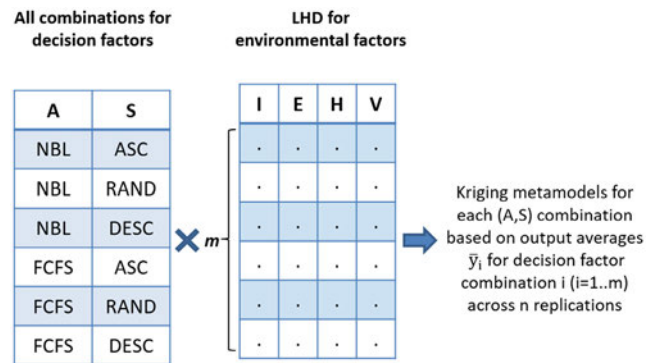 All combinations for
decision factors
A S
NBL ASC
NBL RAND
NBL DESC
FCFS ASC
FCFS RAND
FCFS DESC
LHD for
environmental factors
I E H V
. . . .
. . . .
. . . .
. . . .
. . . .
. . . .
m
Kriging metamodels for
each (A,S) combination
based on output averages
ȳᵢ for decision factor
combination i (i=1..m)
across n replications